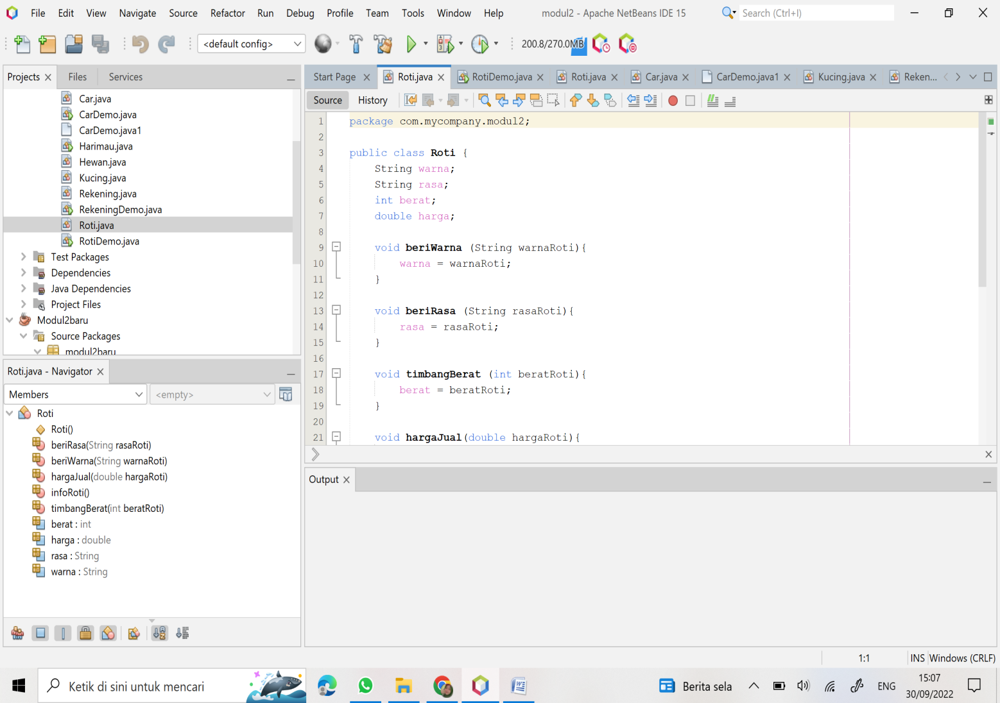 File Edit View Navigate Source Refactor Run Debug Profile Team Tools Window Help modul2 - Apache NetBeans IDE 15 Search (Ctrl+I)
<default config> 200.8/270.0MB
Projects Files Services
Car.java
CarDemo.java
CarDemo.java1
Harimau.java
Hewan.java
Kucing.java
Rekening.java
RekeningDemo.java
Roti.java
RotiDemo.java
Test Packages
Dependencies
Java Dependencies
Project Files
Modul2baru
Source Packages
modul2baru
Roti.java - Navigator
Members <empty>
Roti
Roti()
beriRasa(String rasaRoti)
beriWarna(String warnaRoti)
hargaJual(double hargaRoti)
infoRoti()
timbangBerat(int beratRoti)
berat : int
harga : double
rasa : String
warna : String
Start Page Roti.java RotiDemo.java Roti.java Car.java CarDemo.java1 Kucing.java Reken...
Source History
1 package com.mycompany.modul2;
2
3 public class Roti {
4 String warna;
5 String rasa;
6 int berat;
7 double harga;
8
9 void beriWarna (String warnaRoti){
10 warna = warnaRoti;
11 }
12
13 void beriRasa (String rasaRoti){
14 rasa = rasaRoti;
15 }
16
17 void timbangBerat (int beratRoti){
18 berat = beratRoti;
19 }
20
21 void hargaJual(double hargaRoti){
Output
1:1 INS Windows (CRLF)
Ketik di sini untuk mencari Berita sela ENG 15:07
30/09/2022